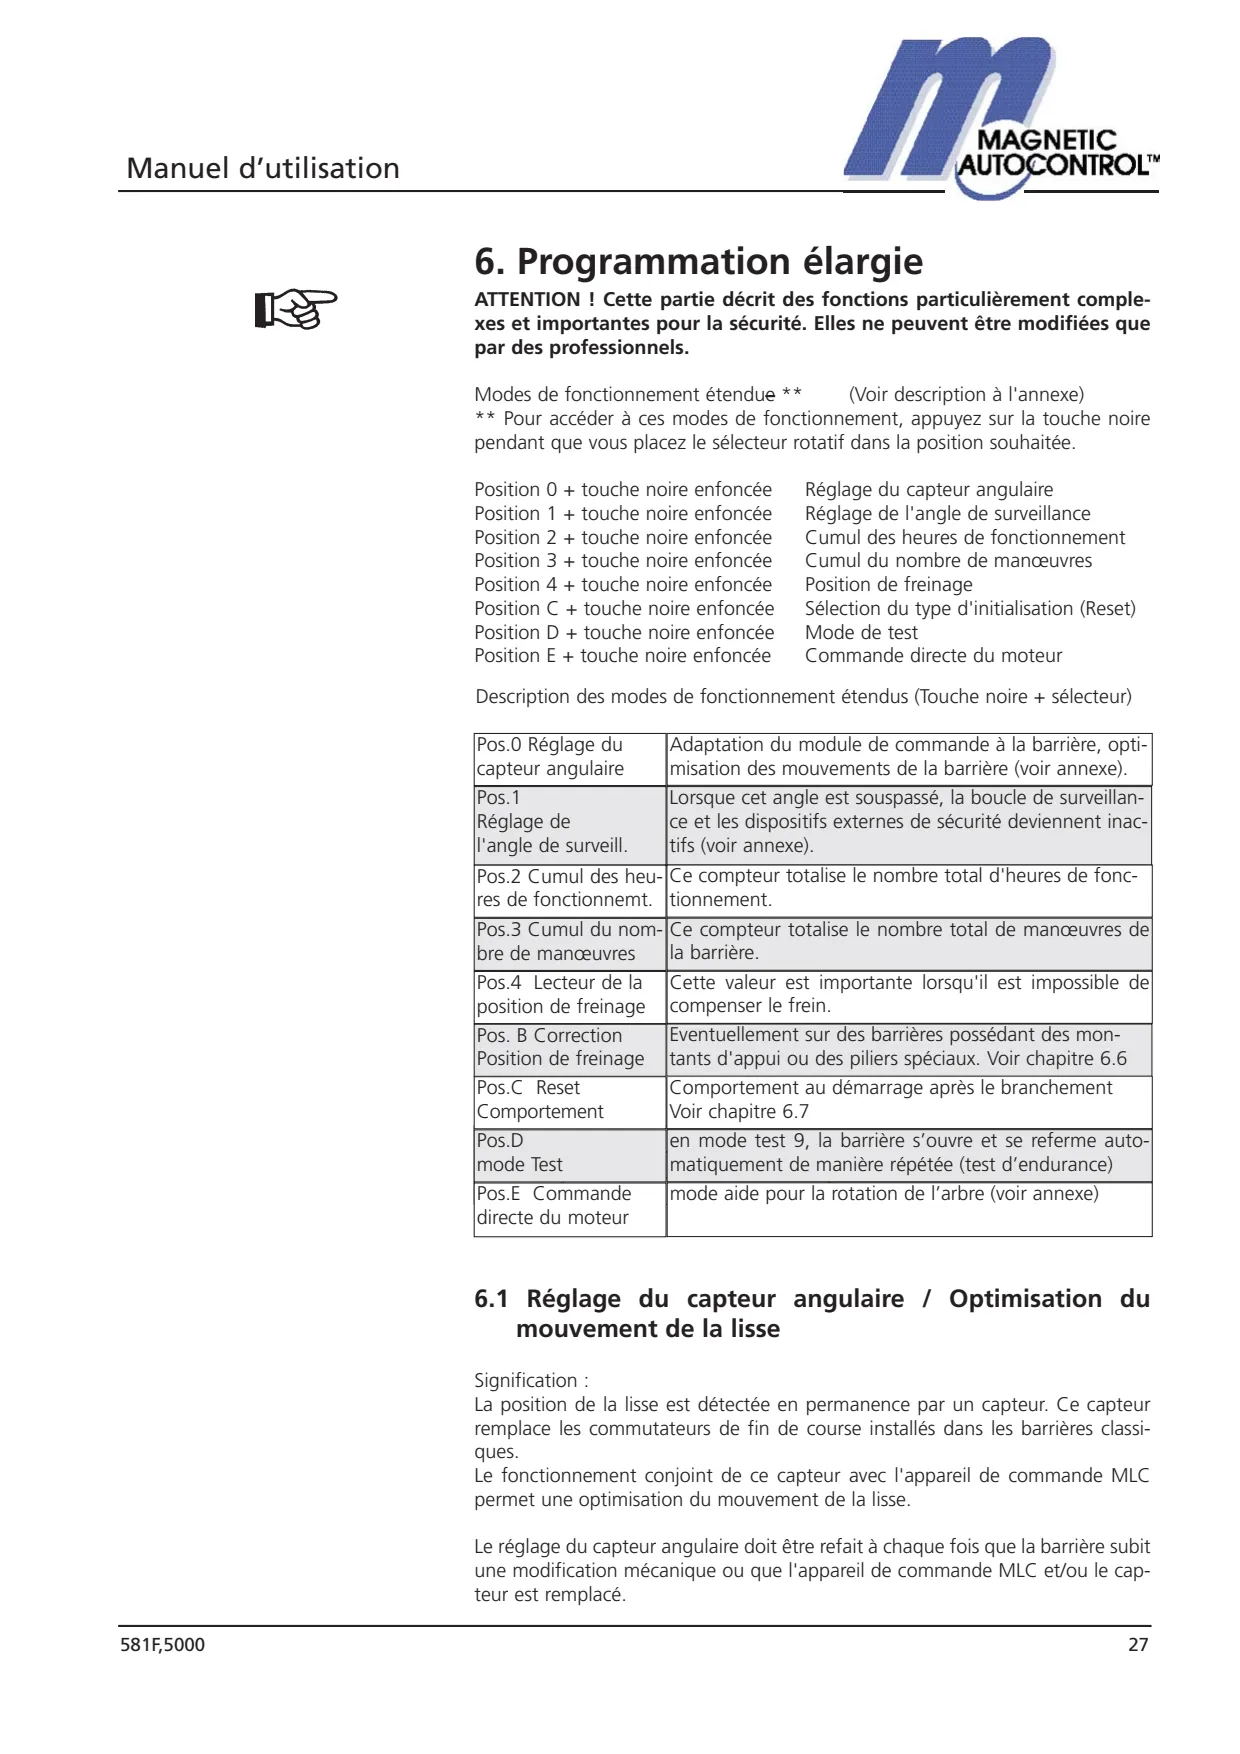 MAGNETIC
AUTOCONTROL™
Manuel d’utilisation
6. Programmation élargie
ATTENTION ! Cette partie décrit des fonctions particulièrement comple-
xes et importantes pour la sécurité. Elles ne peuvent être modifiées que
par des professionnels.
Modes de fonctionnement étendue ** (Voir description à l'annexe)
** Pour accéder à ces modes de fonctionnement, appuyez sur la touche noire
pendant que vous placez le sélecteur rotatif dans la position souhaitée.
Position 0 + touche noire enfoncée Réglage du capteur angulaire
Position 1 + touche noire enfoncée Réglage de l'angle de surveillance
Position 2 + touche noire enfoncée Cumul des heures de fonctionnement
Position 3 + touche noire enfoncée Cumul du nombre de manœuvres
Position 4 + touche noire enfoncée Position de freinage
Position C + touche noire enfoncée Sélection du type d'initialisation (Reset)
Position D + touche noire enfoncée Mode de test
Position E + touche noire enfoncée Commande directe du moteur
Description des modes de fonctionnement étendus (Touche noire + sélecteur)
Pos.0 Réglage du
capteur angulaire
Adaptation du module de commande à la barrière, opti-
misation des mouvements de la barrière (voir annexe).
Pos.1
Réglage de
l'angle de surveill.
Lorsque cet angle est souspassé, la boucle de surveillan-
ce et les dispositifs externes de sécurité deviennent inac-
tifs (voir annexe).
Pos.2 Cumul des heu-
res de fonctionnemt.
Ce compteur totalise le nombre total d'heures de fonc-
tionnement.
Pos.3 Cumul du nom-
bre de manœuvres
Ce compteur totalise le nombre total de manœuvres de
la barrière.
Pos.4 Lecteur de la
position de freinage
Cette valeur est importante lorsqu'il est impossible de
compenser le frein.
Pos. B Correction
Position de freinage
Eventuellement sur des barrières possédant des mon-
tants d'appui ou des piliers spéciaux. Voir chapitre 6.6
Pos.C Reset
Comportement
Comportement au démarrage après le branchement
Voir chapitre 6.7
Pos.D
mode Test
en mode test 9, la barrière s’ouvre et se referme auto-
matiquement de manière répétée (test d’endurance)
Pos.E Commande
directe du moteur
mode aide pour la rotation de l’arbre (voir annexe)
6.1 Réglage du capteur angulaire / Optimisation du
mouvement de la lisse
Signification :
La position de la lisse est détectée en permanence par un capteur. Ce capteur
remplace les commutateurs de fin de course installés dans les barrières classi-
ques.
Le fonctionnement conjoint de ce capteur avec l'appareil de commande MLC
permet une optimisation du mouvement de la lisse.
Le réglage du capteur angulaire doit être refait à chaque fois que la barrière subit
une modification mécanique ou que l'appareil de commande MLC et/ou le cap-
teur est remplacé.
581F,5000 27